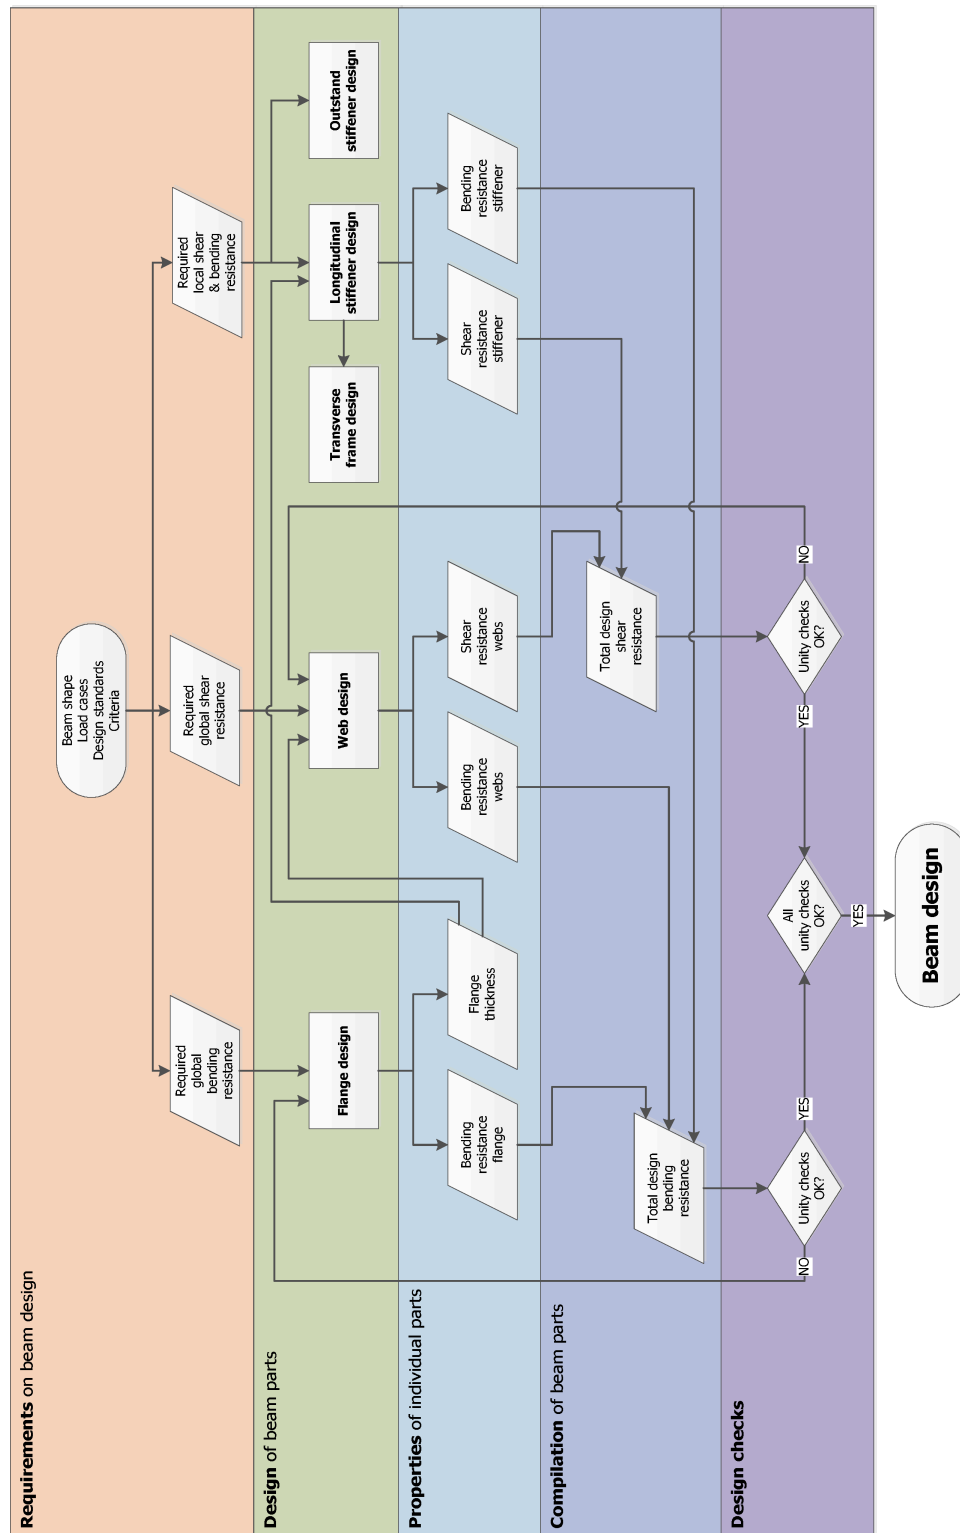 Requirements on beam design
Beam shape
Load cases
Design standards
Criteria
Required
global
bending
resistance
Required
global shear
resistance
Required
local shear
& bending
resistance
Design of beam parts
Flange design
Web design
Transverse
frame design
Longitudinal
stiffener design
Outstand
stiffener design
Properties of individual parts
Bending
resistance
flange
Flange
thickness
Bending
resistance
webs
Shear
resistance
webs
Shear
resistance
stiffener
Bending
resistance
stiffener
Compilation of beam parts
Total design
bending
resistance
Total design
shear
resistance
Design checks
NO
Unity checks
OK?
YES
All
unity checks
OK?
YES
Unity checks
OK?
NO
YES
Beam design